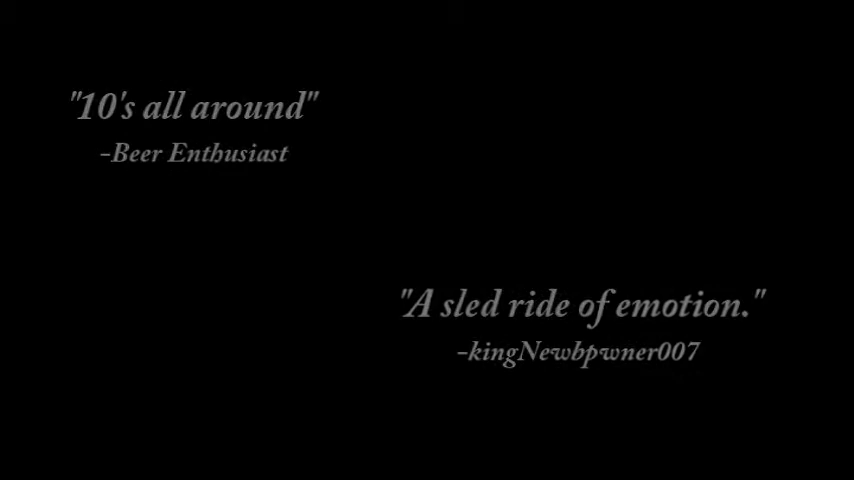 "10's all around"
-Beer Enthusiast
"A sled ride of emotion."
-kingNewbpwner007